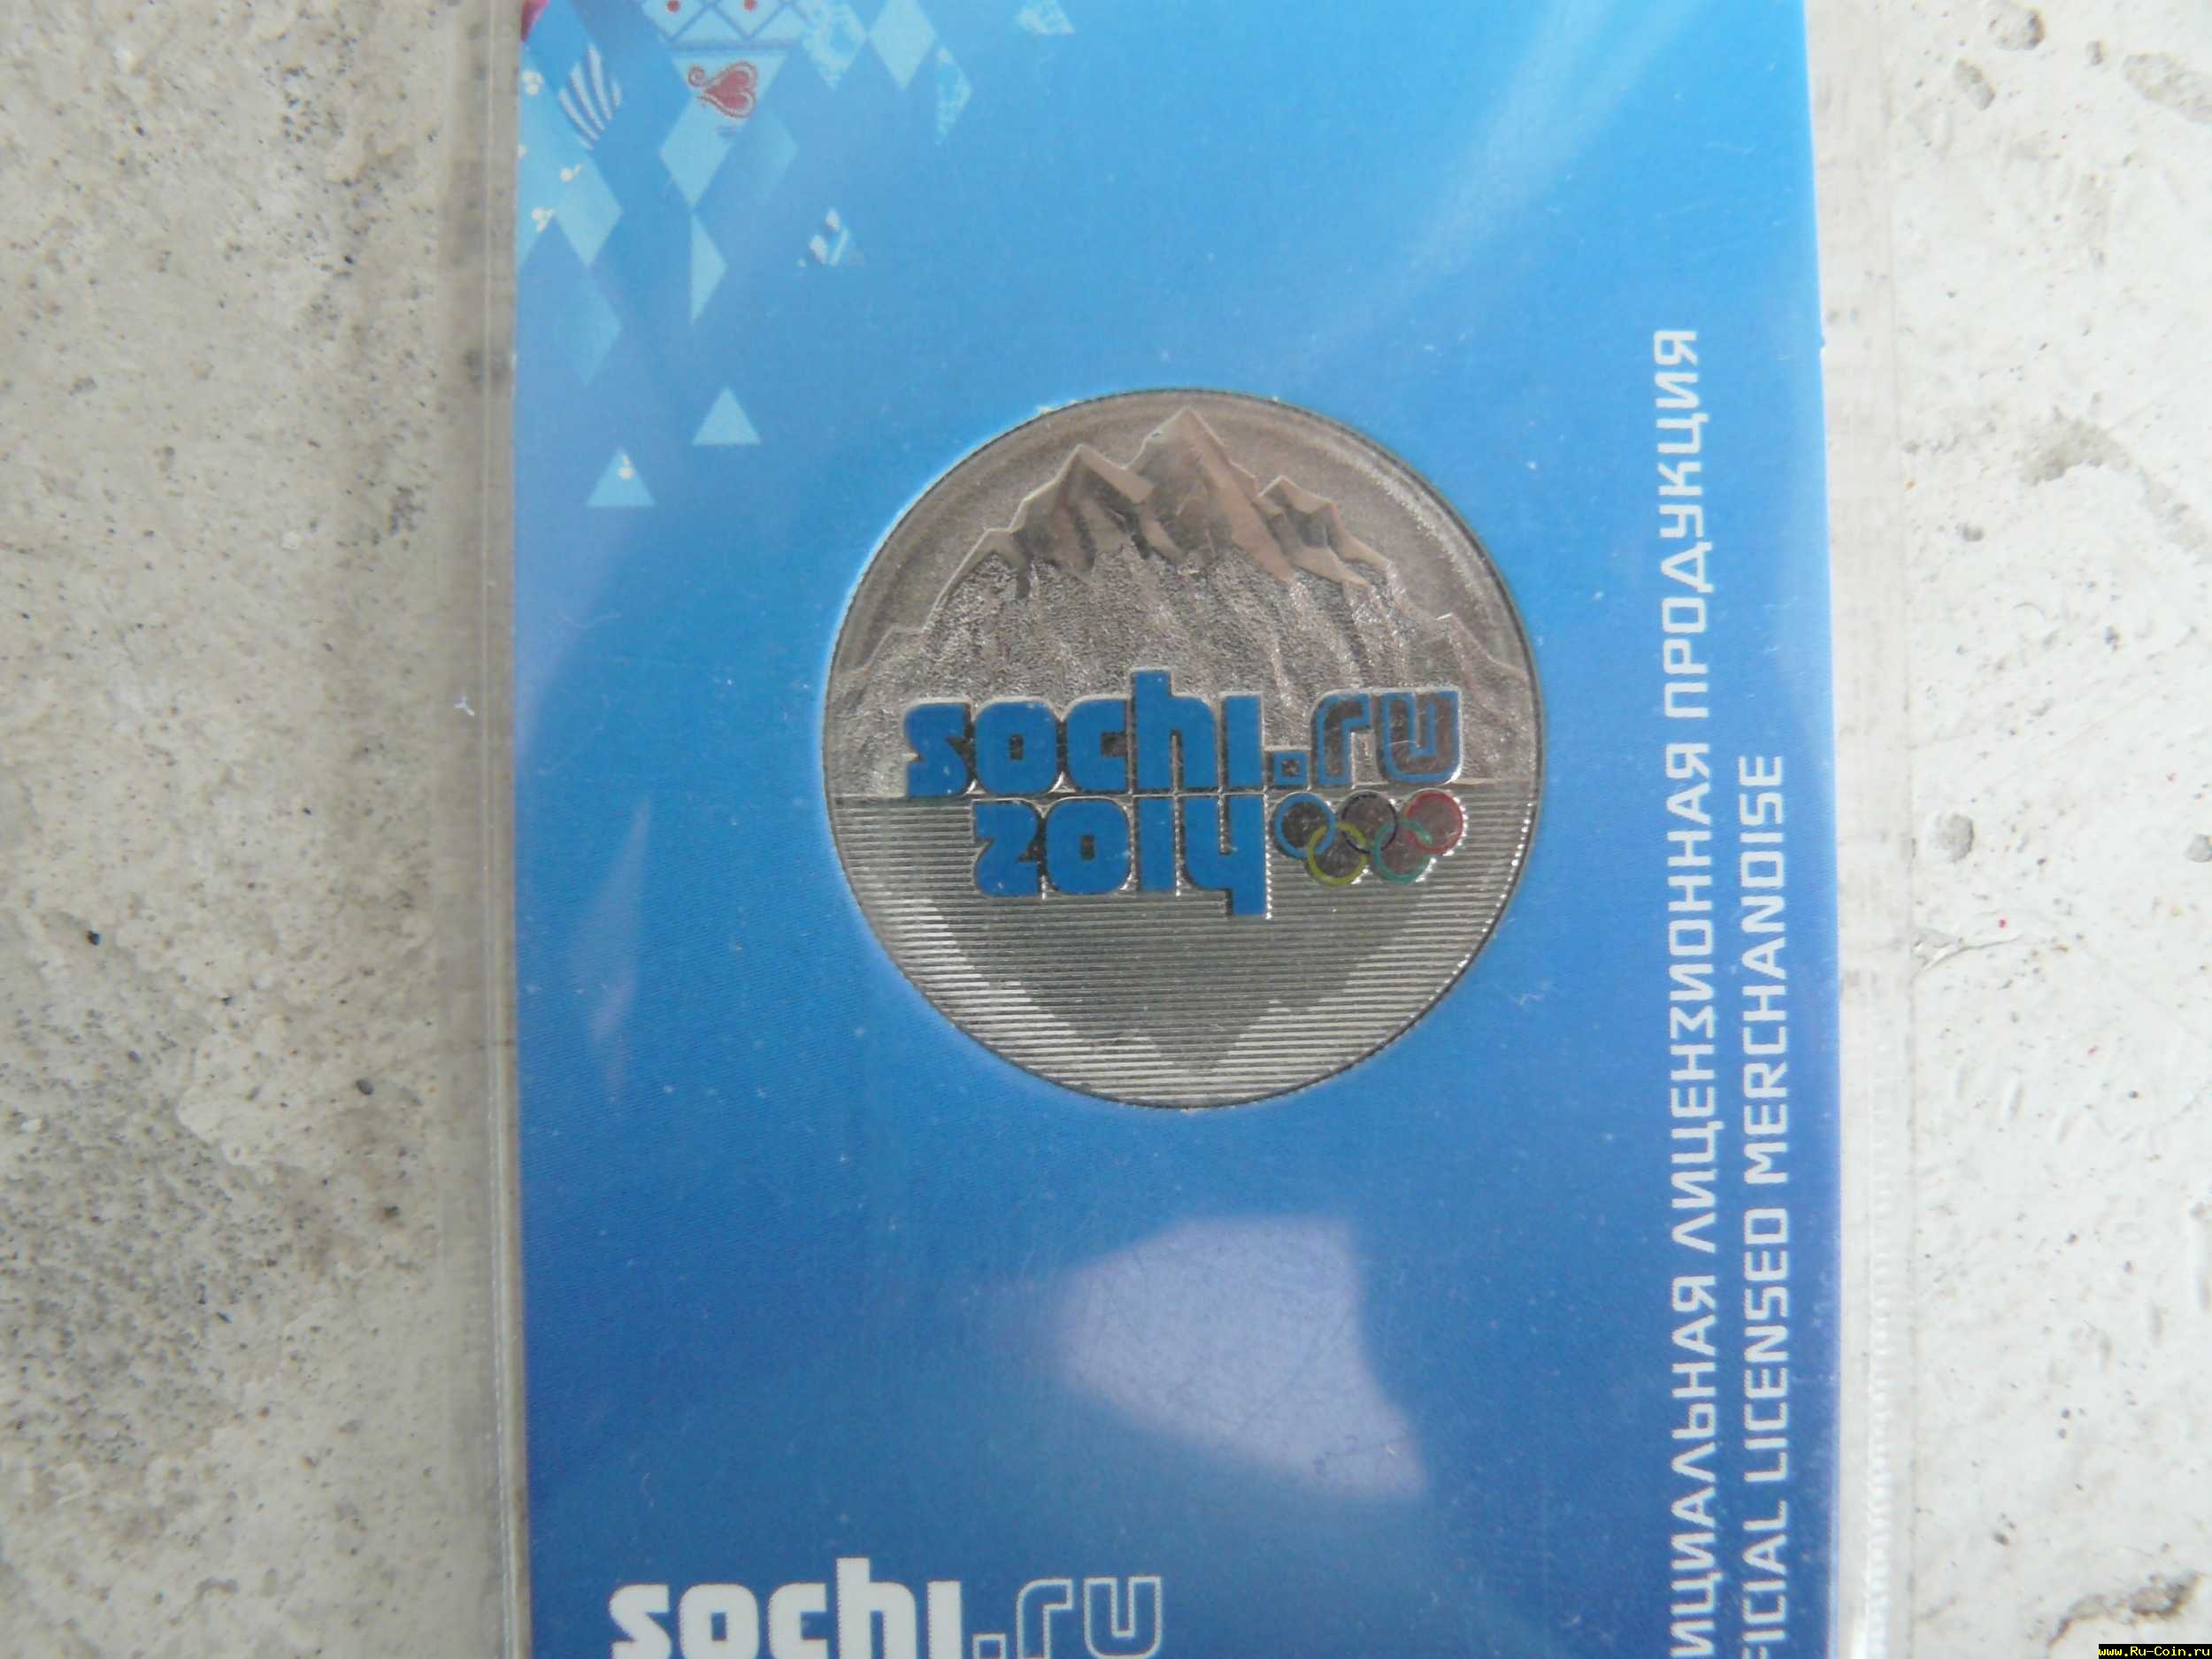 sochi.ru
2014
sochi.ru
ИЦИАЛЬНАЯ ЛИЦЕНЗИОННАЯ ПРОДУКЦИЯ
FICIAL LICENSED MERCHANDISE
www.Ru-Coin.ru